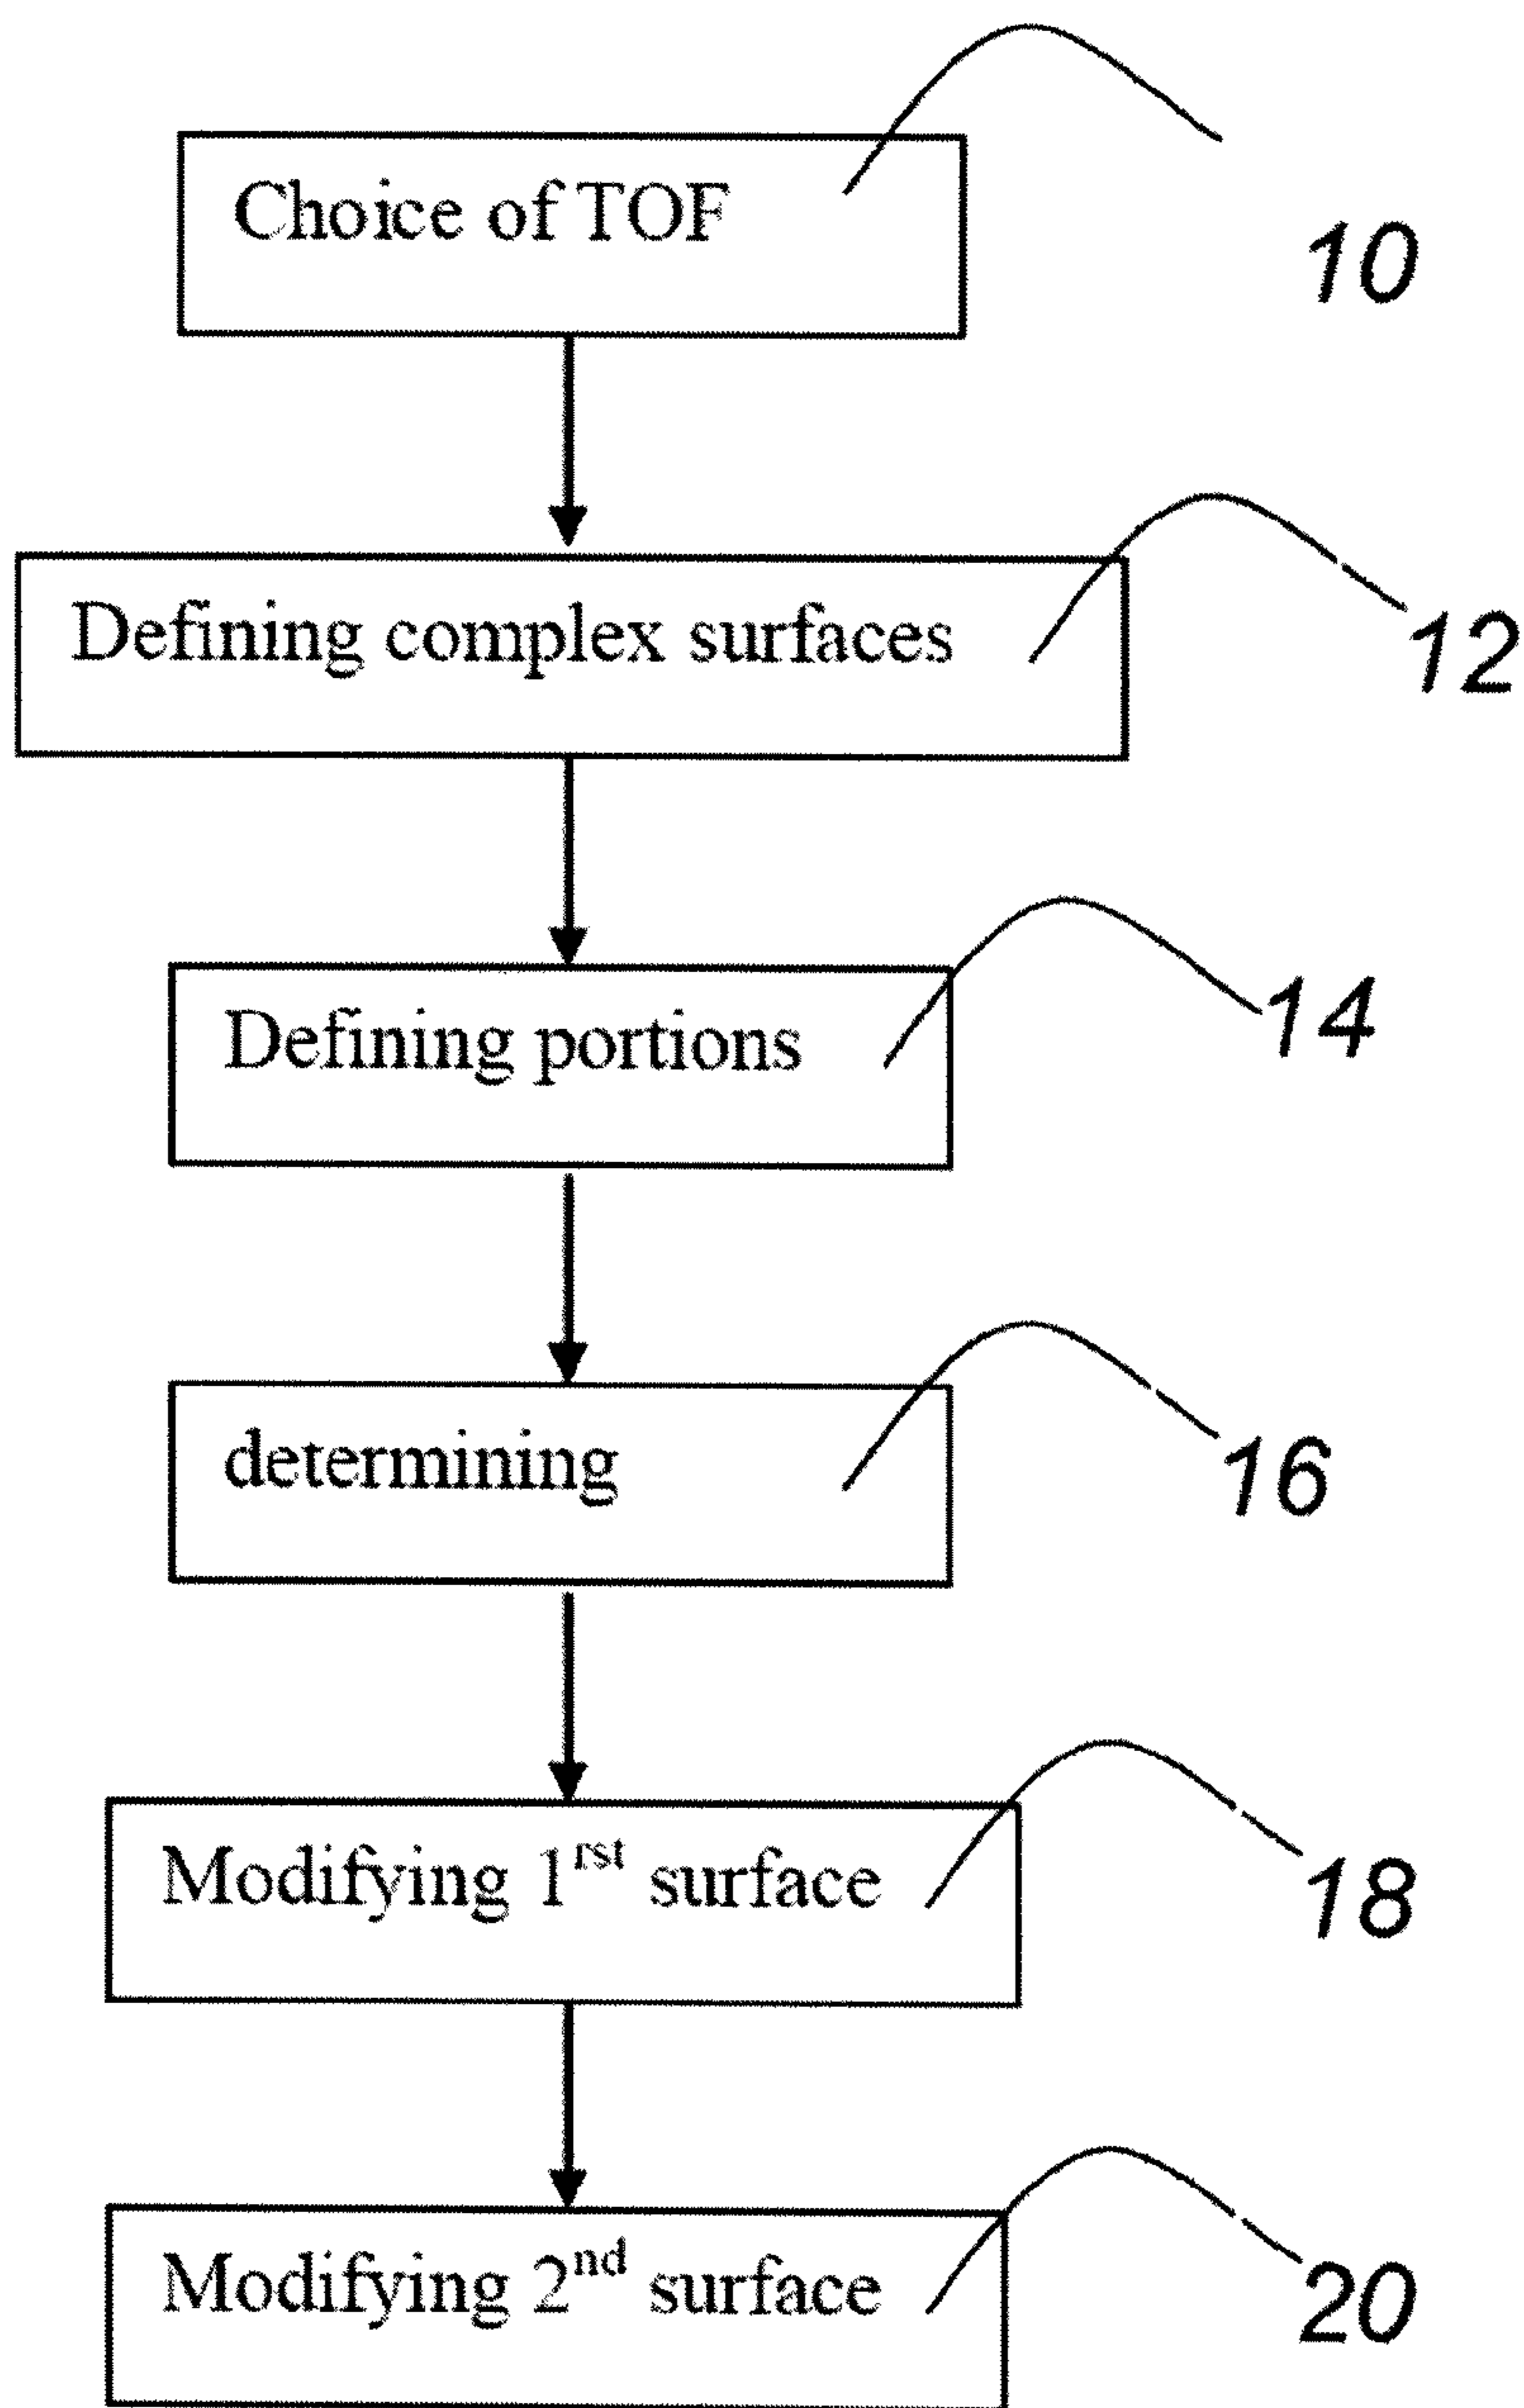 Choice of TOF
10
Defining complex surfaces
12
Defining portions
14
determining
16
Modifying 1rst surface
18
Modifying 2nd surface
20